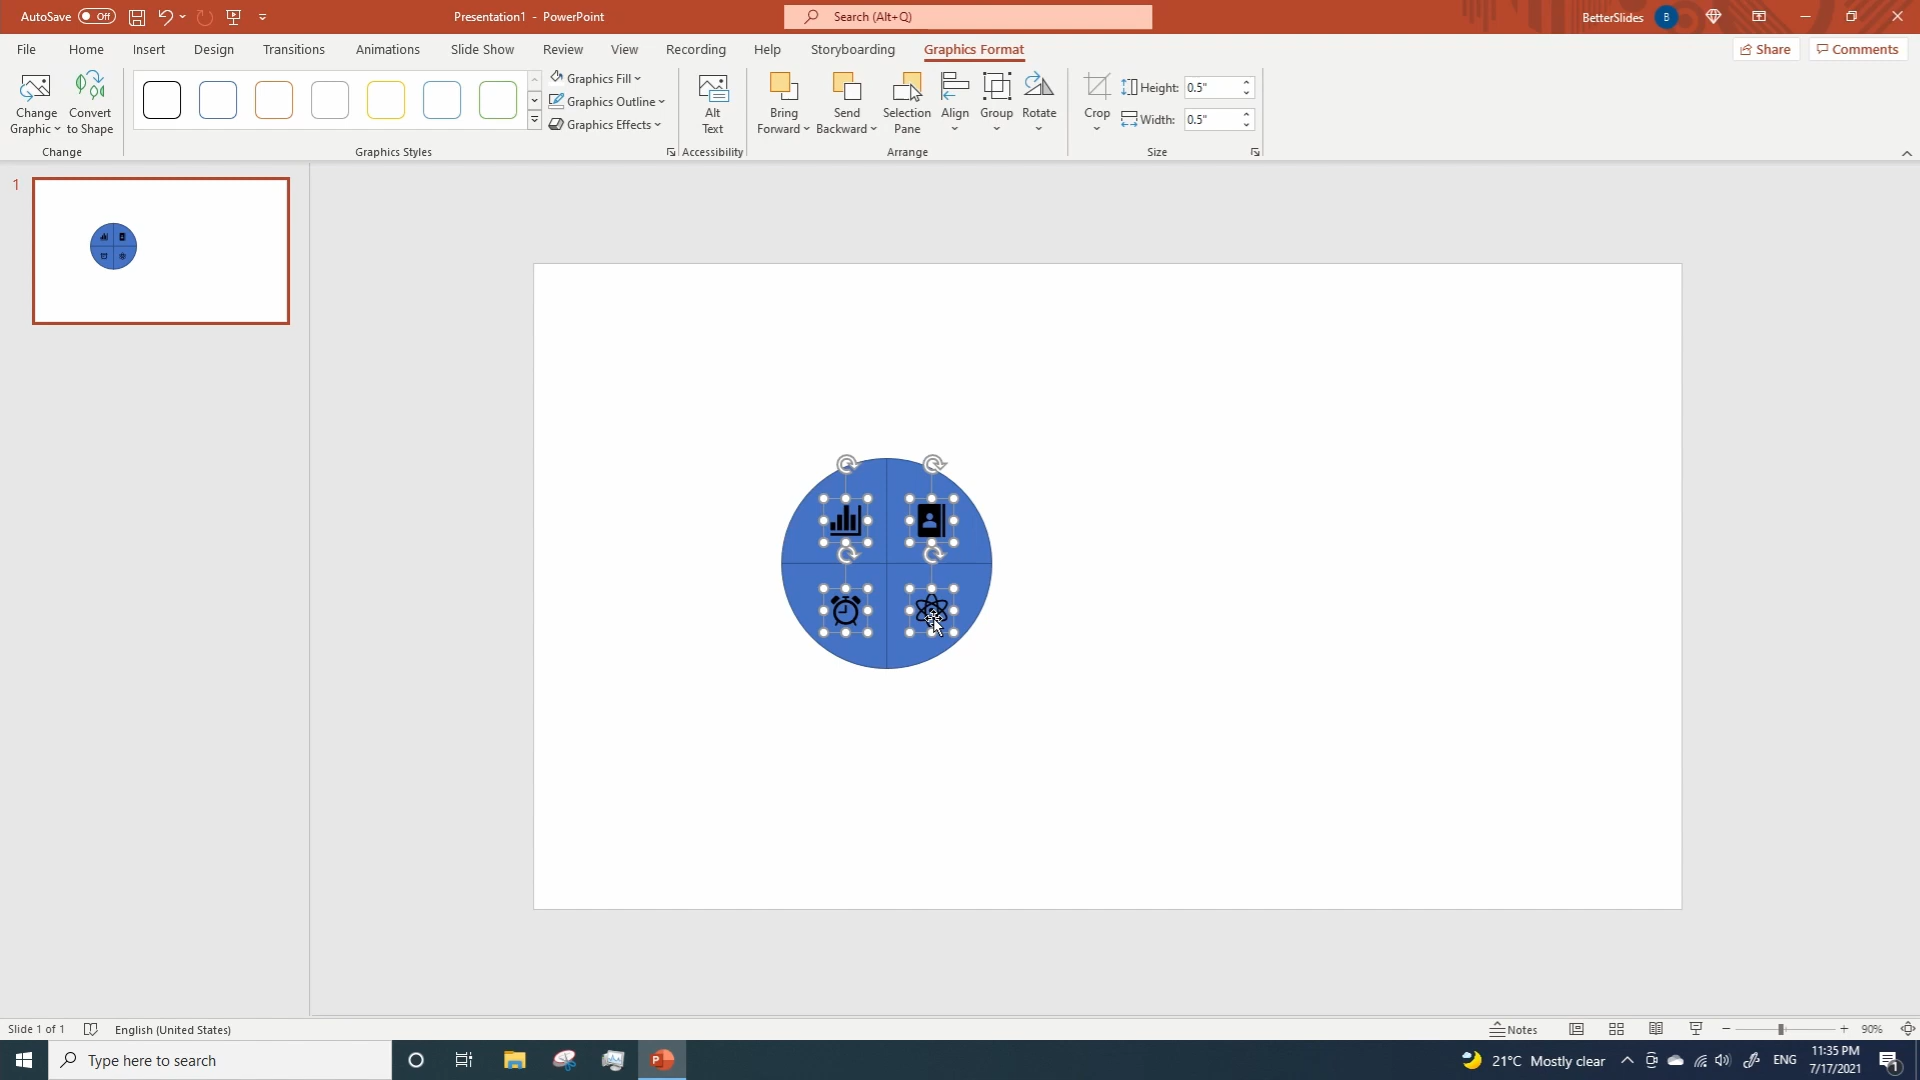 AutoSave Off Presentation1 - PowerPoint Search (Alt+Q) BetterSlides B
File Home Insert Design Transitions Animations Slide Show Review View Recording Help Storyboarding Graphics Format Share Comments
Change Graphic
Convert to Shape
Change
Graphics Fill
Graphics Outline
Graphics Effects
Graphics Styles
Alt Text
Accessibility
Bring Forward
Send Backward
Selection Pane
Align
Group
Rotate
Arrange
Crop
Height: 0.5"
Width: 0.5"
Size
1
Slide 1 of 1 English (United States) Notes 90%
Type here to search P 21°C Mostly clear ENG 11:35 PM
7/17/2021 1